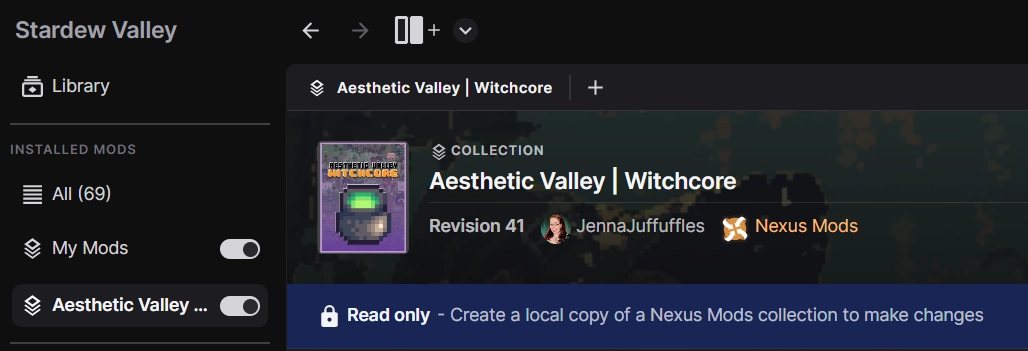 Stardew Valley
Library
INSTALLED MODS
All (69)
My Mods
Aesthetic Valley ...
Aesthetic Valley | Witchcore
AESTHETIC VALLEY
WITCHCORE
COLLECTION
Aesthetic Valley | Witchcore
Revision 41 JennaJuffuffles Nexus Mods
Read only - Create a local copy of a Nexus Mods collection to make changes